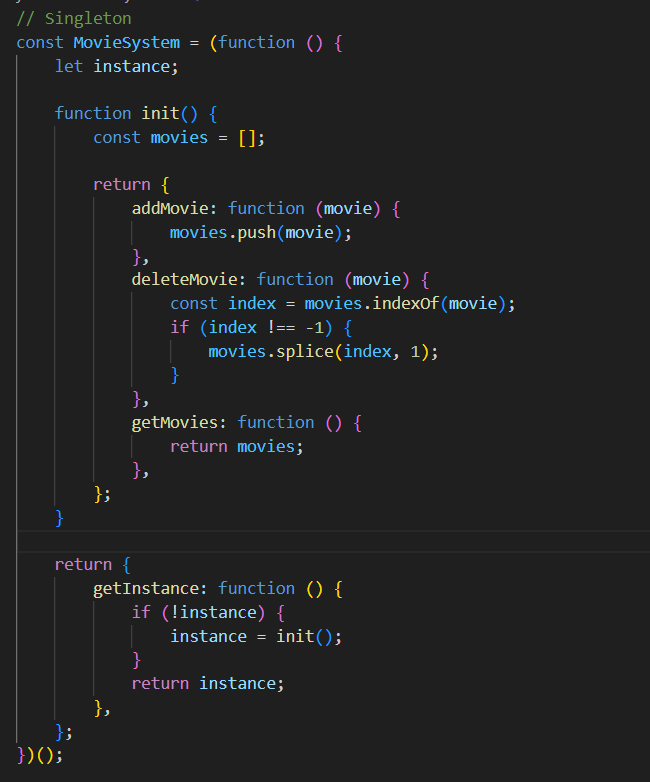 // Singleton
const MovieSystem = (function () {
    let instance;

    function init() {
        const movies = [];

        return {
            addMovie: function (movie) {
                movies.push(movie);
            },
            deleteMovie: function (movie) {
                const index = movies.indexOf(movie);
                if (index !== -1) {
                    movies.splice(index, 1);
                }
            },
            getMovies: function () {
                return movies;
            },
        };
    }

    return {
        getInstance: function () {
            if (!instance) {
                instance = init();
            }
            return instance;
        },
    };
})();